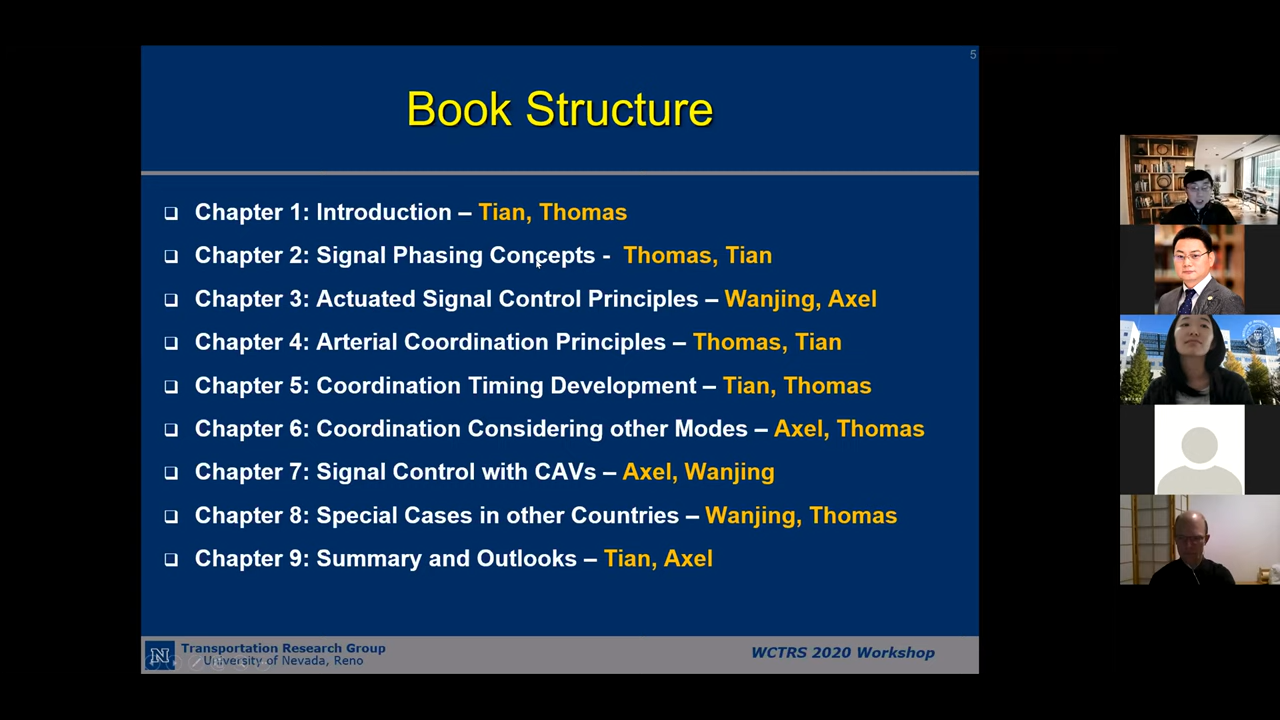 5
Book Structure
❑ Chapter 1: Introduction – Tian, Thomas
❑ Chapter 2: Signal Phasing Concepts - Thomas, Tian
❑ Chapter 3: Actuated Signal Control Principles – Wanjing, Axel
❑ Chapter 4: Arterial Coordination Principles – Thomas, Tian
❑ Chapter 5: Coordination Timing Development – Tian, Thomas
❑ Chapter 6: Coordination Considering other Modes – Axel, Thomas
❑ Chapter 7: Signal Control with CAVs – Axel, Wanjing
❑ Chapter 8: Special Cases in other Countries – Wanjing, Thomas
❑ Chapter 9: Summary and Outlooks – Tian, Axel
N
Transportation Research Group
University of Nevada, Reno
WCTRS 2020 Workshop